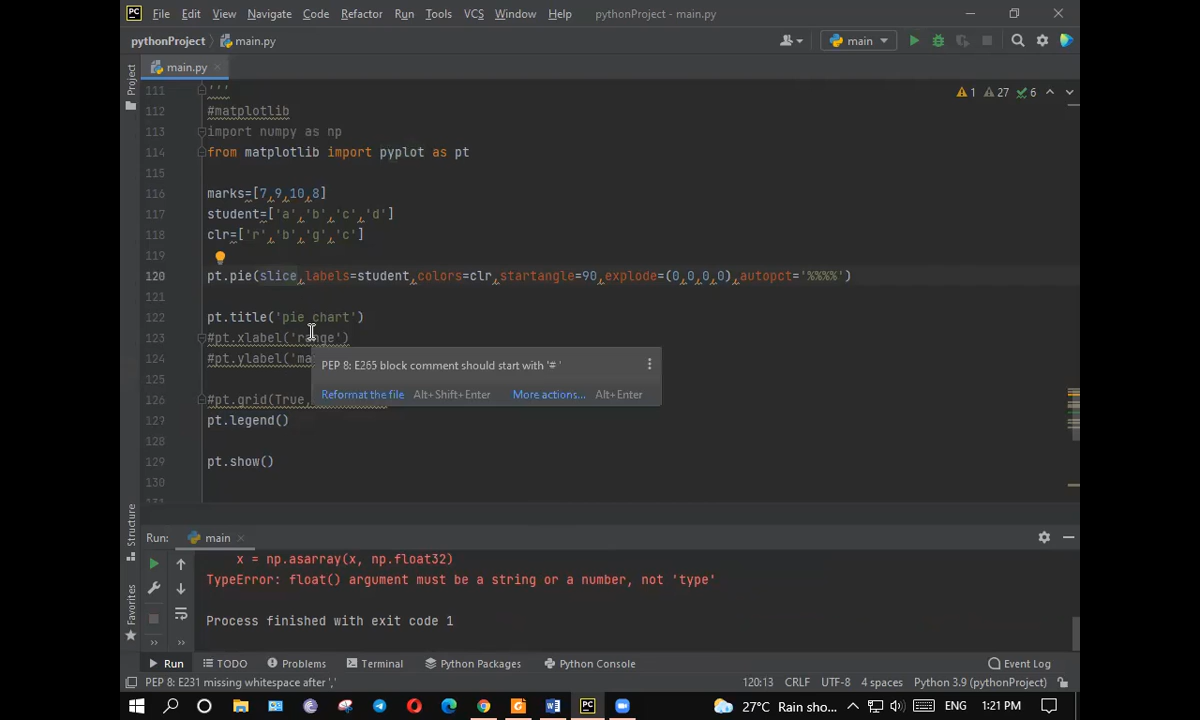 PC File Edit View Navigate Code Refactor Run Tools VCS Window Help pythonProject - main.py
pythonProject main.py main
Project main.py
111 '''
1 27 6
112 #matplotlib
113 import numpy as np
114 from matplotlib import pyplot as pt
115
116 marks=[7,9,10,8]
117 student=['a','b','c','d']
118 clr=['r','b','g','c']
119
120 pt.pie(slice,labels=student,colors=clr,startangle=90,explode=(0,0,0,0),autopct='%%%%')
121
122 pt.title('pie chart')
123 #pt.xlabel('range')
124 #pt.ylabel('ma
PEP 8: E265 block comment should start with '# '
125
Reformat the file Alt+Shift+Enter More actions... Alt+Enter
126 #pt.grid(True,
127 pt.legend()
128
129 pt.show()
130
Structure
Favorites
Run: main
x = np.asarray(x, np.float32)
TypeError: float() argument must be a string or a number, not 'type'
Process finished with exit code 1
Run TODO Problems Terminal Python Packages Python Console Event Log
PEP 8: E231 missing whitespace after ',' 120:13 CRLF UTF-8 4 spaces Python 3.9 (pythonProject)
27°C Rain sho... ENG 1:21 PM